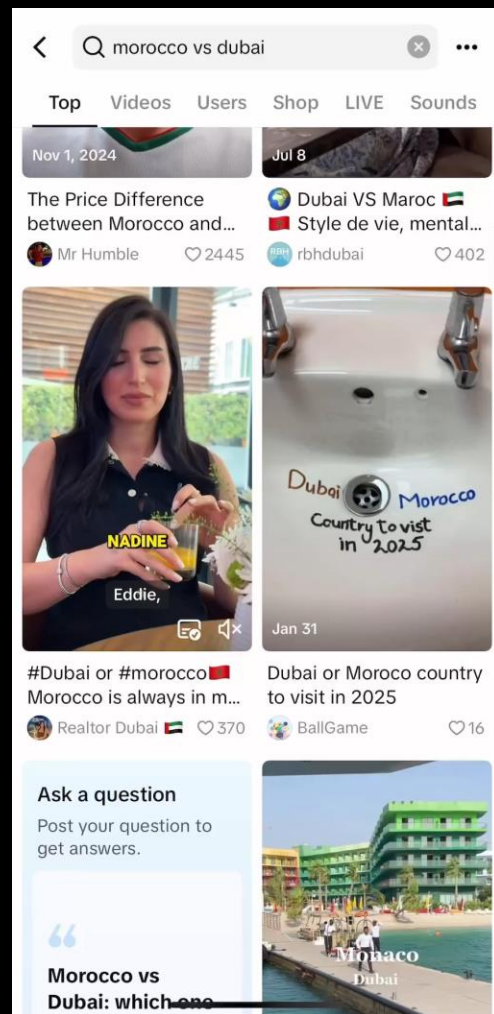 morocco vs dubai
Top Videos Users Shop LIVE Sounds
Nov 1, 2024
The Price Difference
between Morocco and...
Mr Humble 2445
Jul 8
🌍 Dubai VS Maroc 🇦🇪
🇲🇦 Style de vie, mental...
RBH
rbhdubai 402
NADINE
Eddie,
#Dubai or #morocco🇲🇦
Morocco is always in m...
Realtor Dubai 🇦🇪 370
Dubai Morocco
Country to vist
in 2025
Jan 31
Dubai or Moroco country
to visit in 2025
BallGame 16
Ask a question
Post your question to
get answers.
Morocco vs
Dubai: which one
Monaco
Dubai